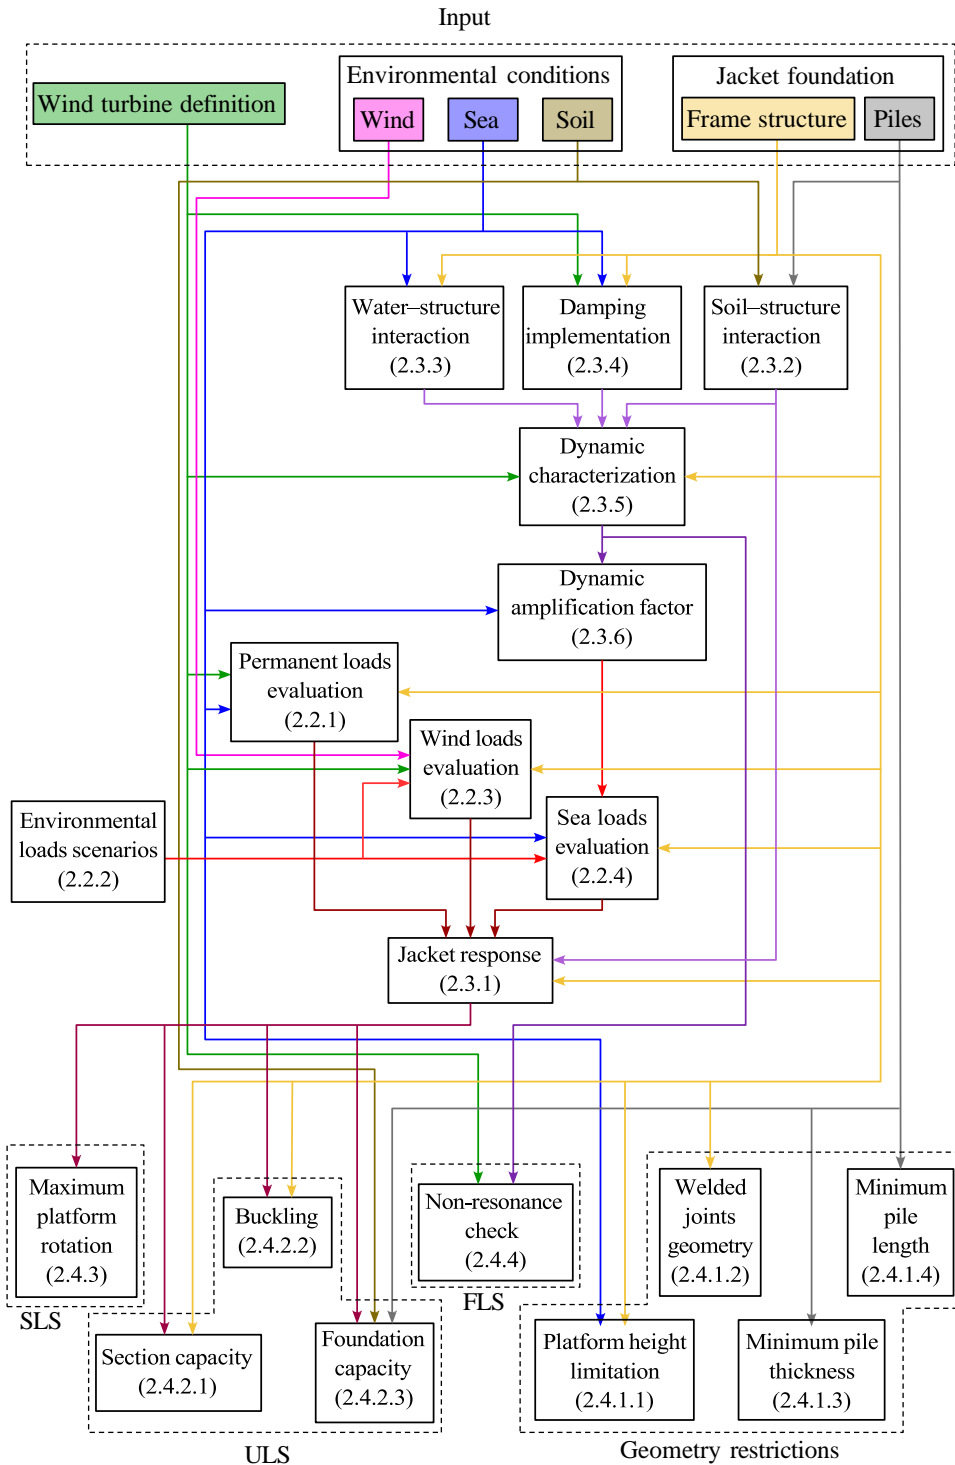 Input
Environmental conditions
Jacket foundation
Wind turbine definition
Wind
Sea
Soil
Frame structure
Piles
Water–structure
interaction
(2.3.3)
Damping
implementation
(2.3.4)
Soil–structure
interaction
(2.3.2)
Dynamic
characterization
(2.3.5)
Dynamic
amplification factor
(2.3.6)
Permanent loads
evaluation
(2.2.1)
Wind loads
evaluation
(2.2.3)
Environmental
loads scenarios
(2.2.2)
Sea loads
evaluation
(2.2.4)
Jacket response
(2.3.1)
Maximum
platform
rotation
(2.4.3)
SLS
Buckling
(2.4.2.2)
Non-resonance
check
(2.4.4)
FLS
Welded
joints
geometry
(2.4.1.2)
Minimum
pile
length
(2.4.1.4)
Section capacity
(2.4.2.1)
Foundation
capacity
(2.4.2.3)
ULS
Platform height
limitation
(2.4.1.1)
Minimum pile
thickness
(2.4.1.3)
Geometry restrictions